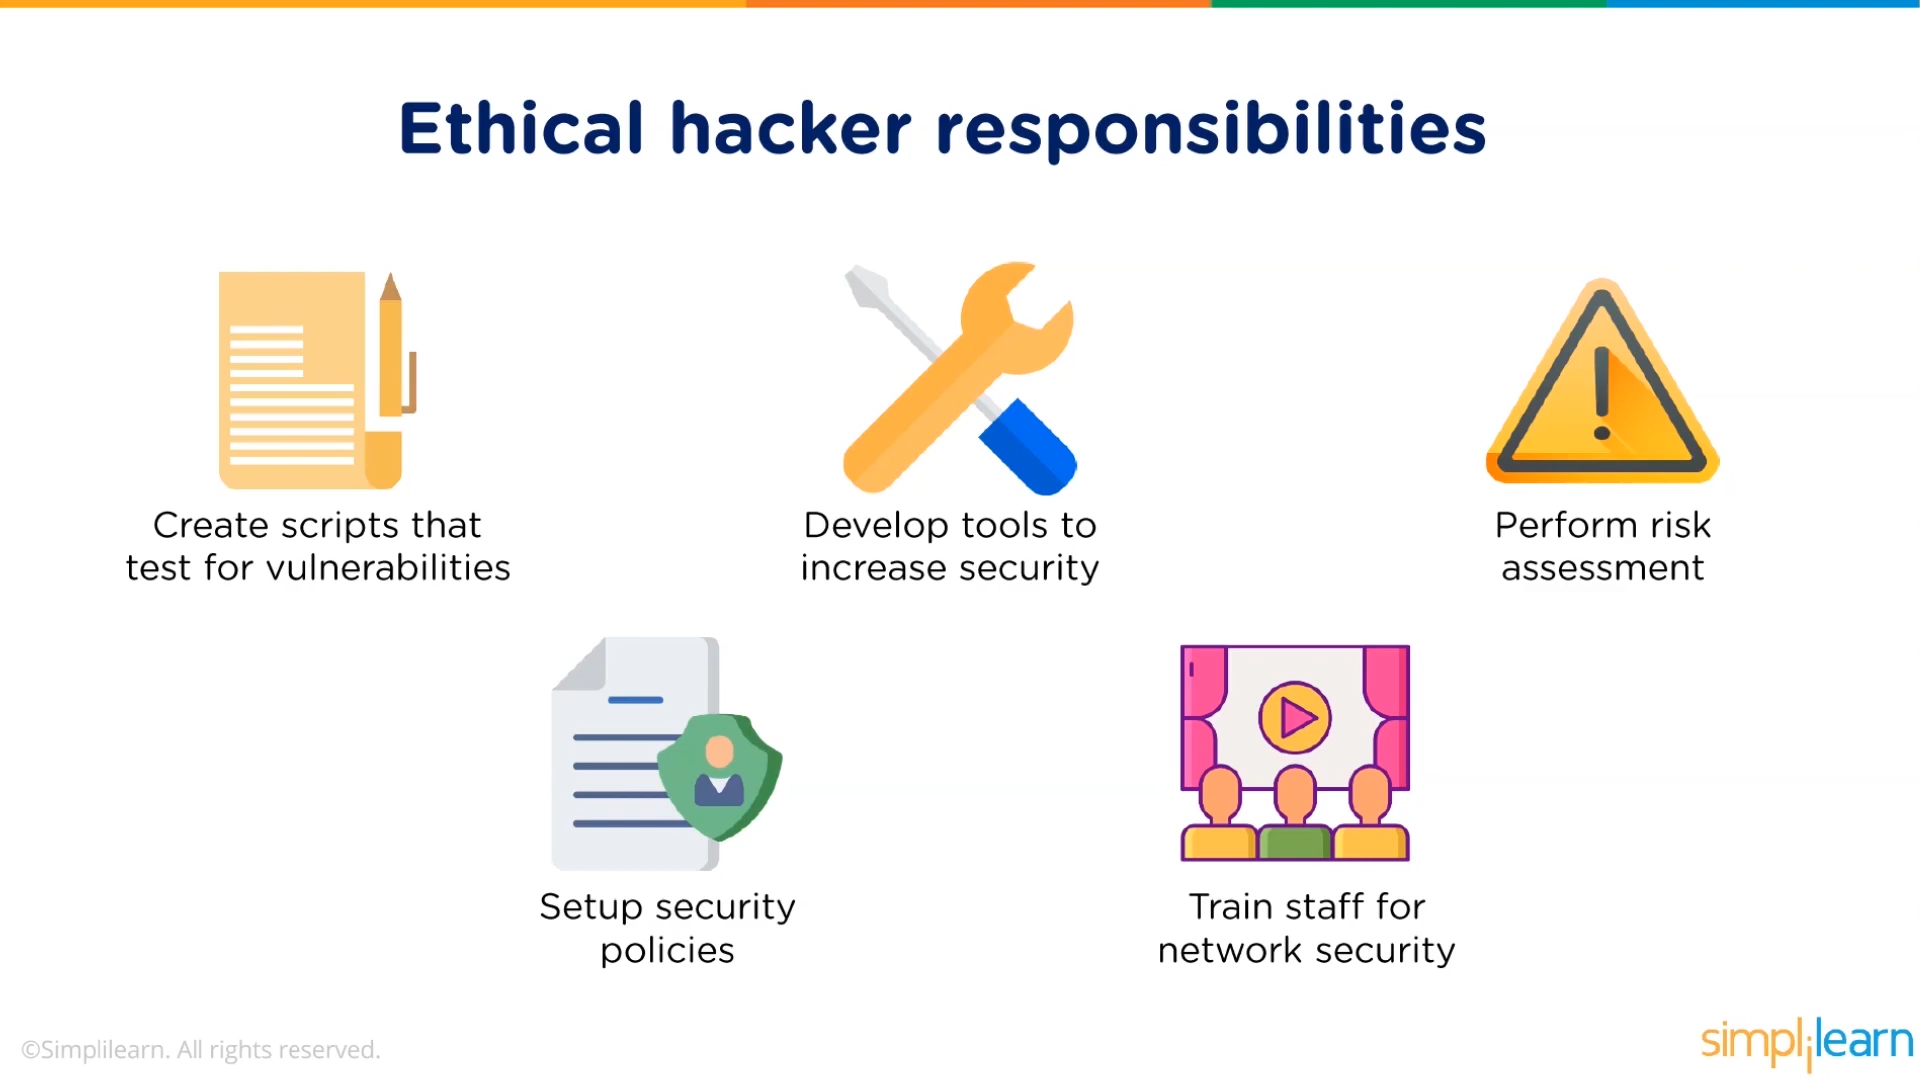 Ethical hacker responsibilities
Create scripts that
test for vulnerabilities
Develop tools to
increase security
Perform risk
assessment
Setup security
policies
Train staff for
network security
©Simplilearn. All rights reserved.
simplilearn